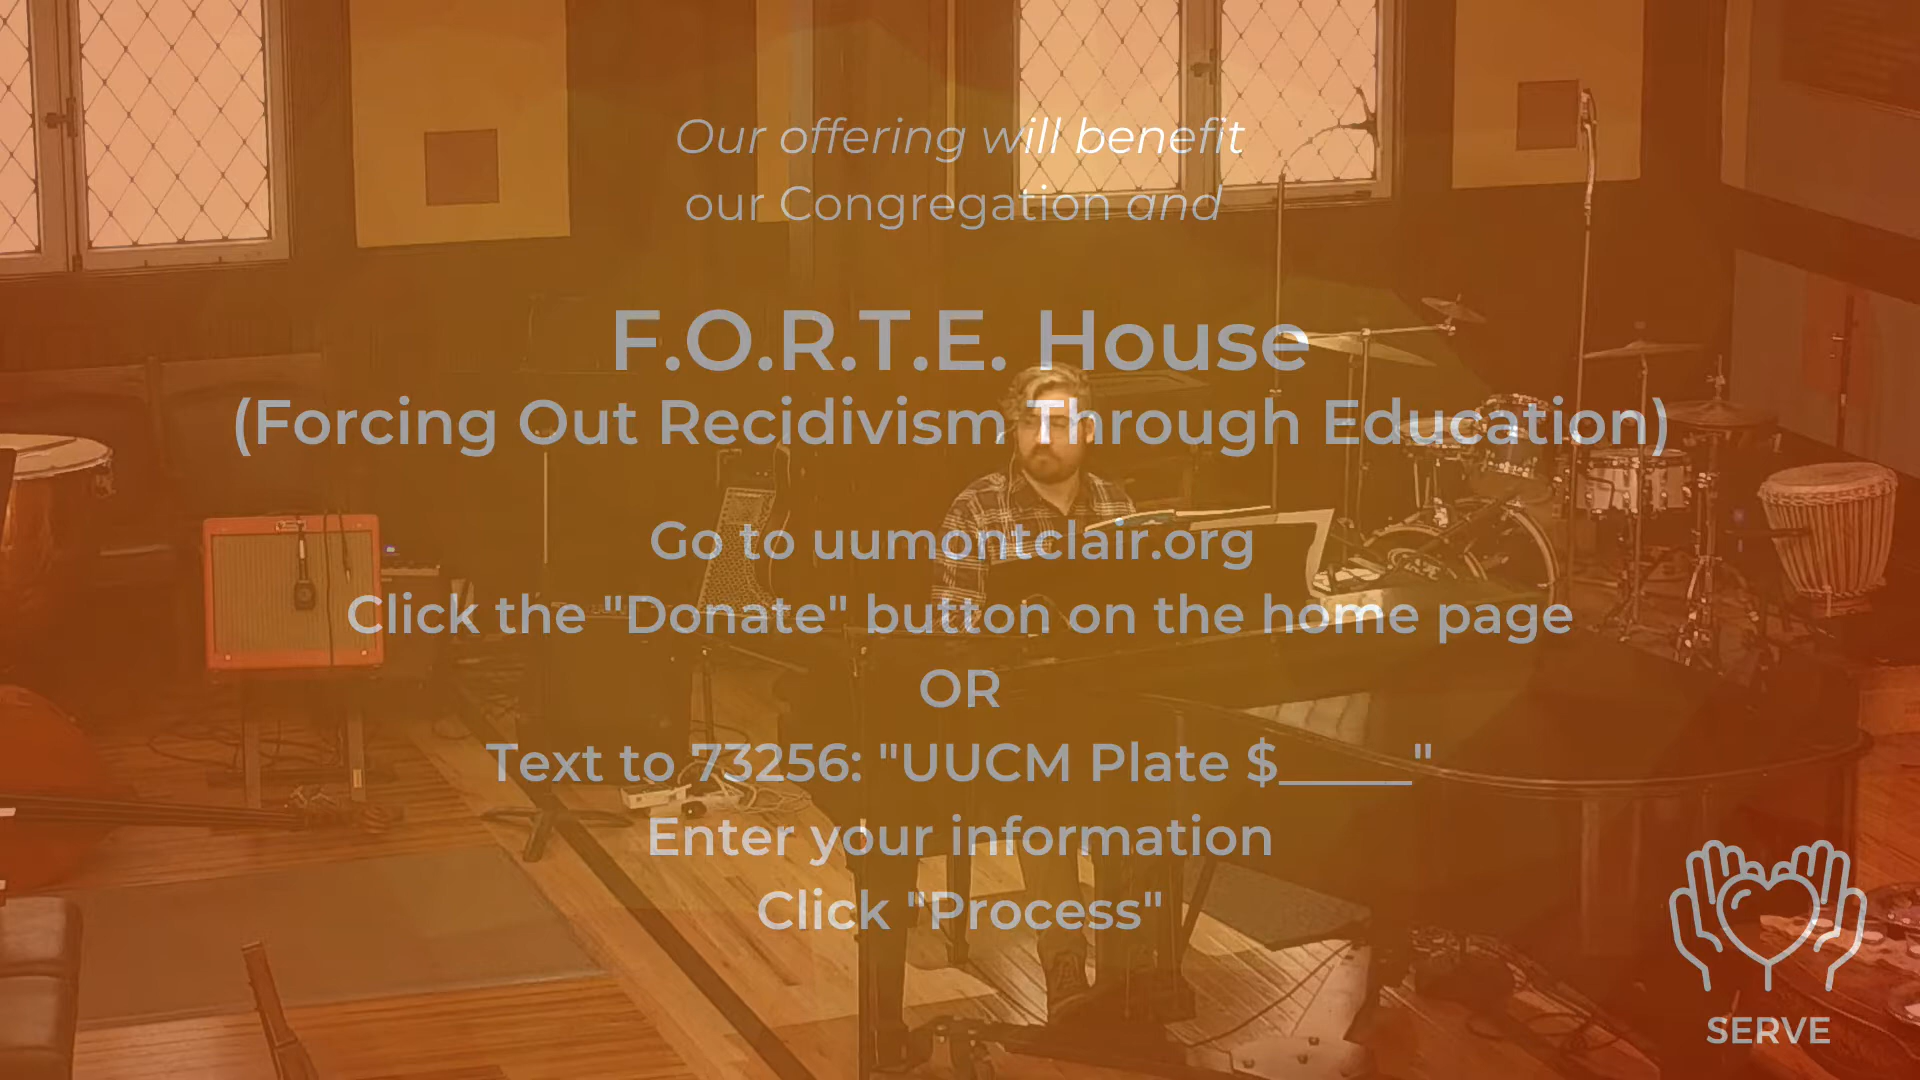 Our offering will benefit
our Congregation and
F.O.R.T.E. House
(Forcing Out Recidivism Through Education)
Go to uumontclair.org
Click the "Donate" button on the home page
OR
Text to 73256: "UUCM Plate $_____"
Enter your information
Click "Process"
SERVE